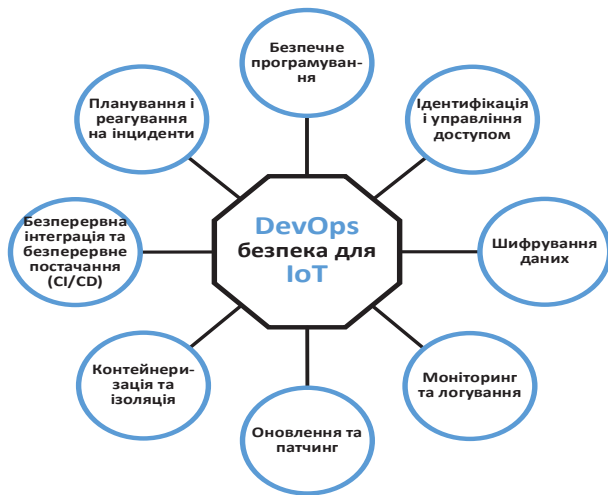 Безпечне
програмуван-
ня
Ідентифікація
і управління
доступом
Шифрування
даних
Моніторинг
та логування
Оновлення та
патчинг
Контейнери-
зація та
ізоляція
Безперервна
інтеграція та
безперервне
постачання
(CI/CD)
Планування і
реагування
на інциденти
DevOps
безпека для
IoT